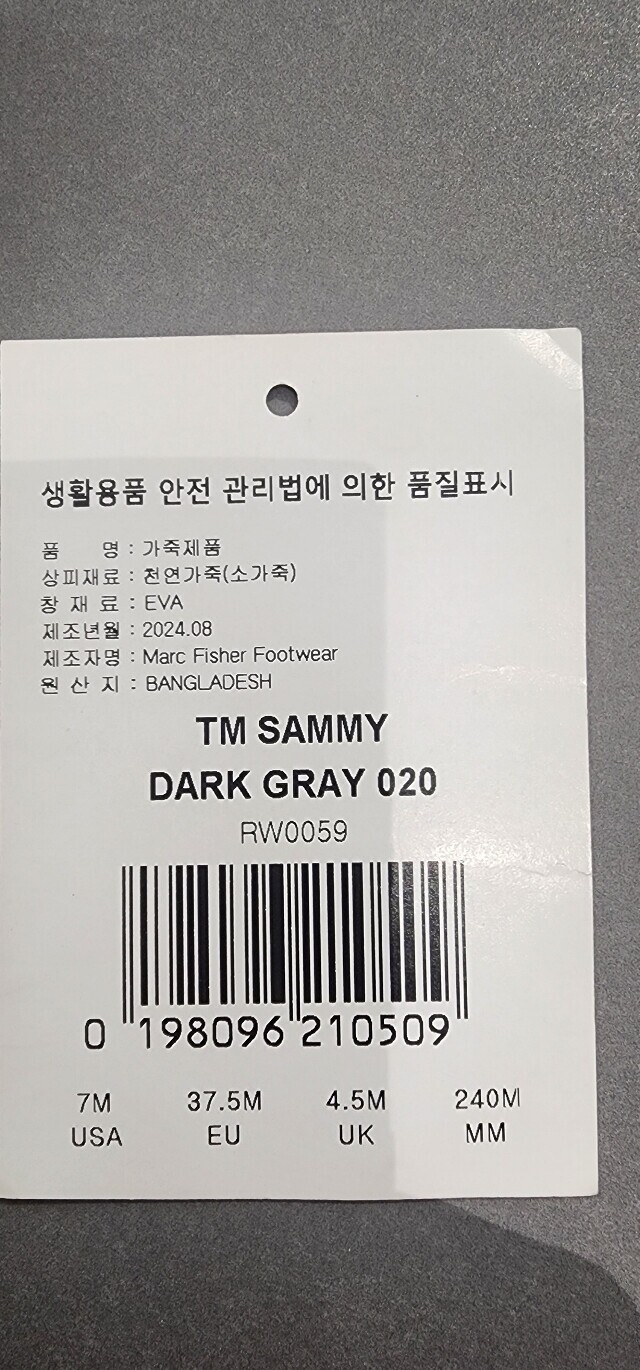 생활용품 안전 관리법에 의한 품질표시
품 명 : 가죽제품
상피재료 : 천연가죽(소가죽)
창 재 료 : EVA
제조년월 : 2024.08
제조자명 : Marc Fisher Footwear
원 산 지 : BANGLADESH
TM SAMMY
DARK GRAY 020
RW0059
0 198096 210509
7M 37.5M 4.5M 240M
USA EU UK MM